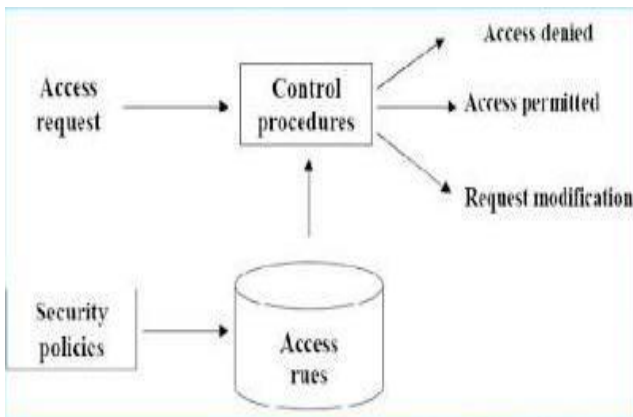 Access denied
Access
request
Control
procedures
Access permitted
Request modification
Security
policies
Access
rues